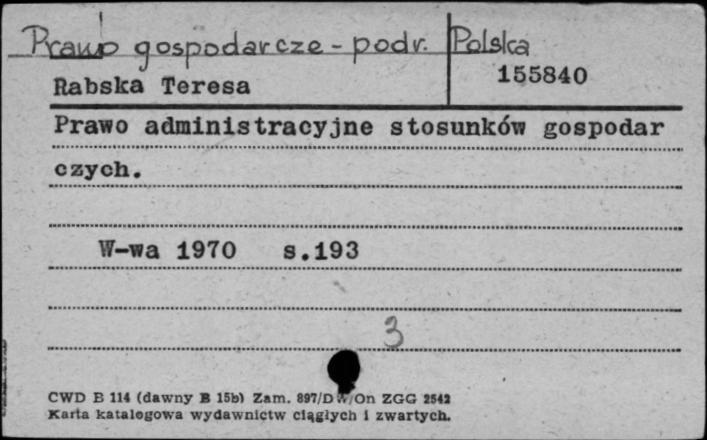 Prawo gospodarcze - podr. Polska
155840
Rabska Teresa
Prawo administracyjne stosunków gospodar
czych.
W-wa 1970 s.193
3
CWD B 114 (dawny B 15b) Zam. 897/DW/On ZGG 2542
Karta katalogowa wydawnictw ciągłych i zwartych.